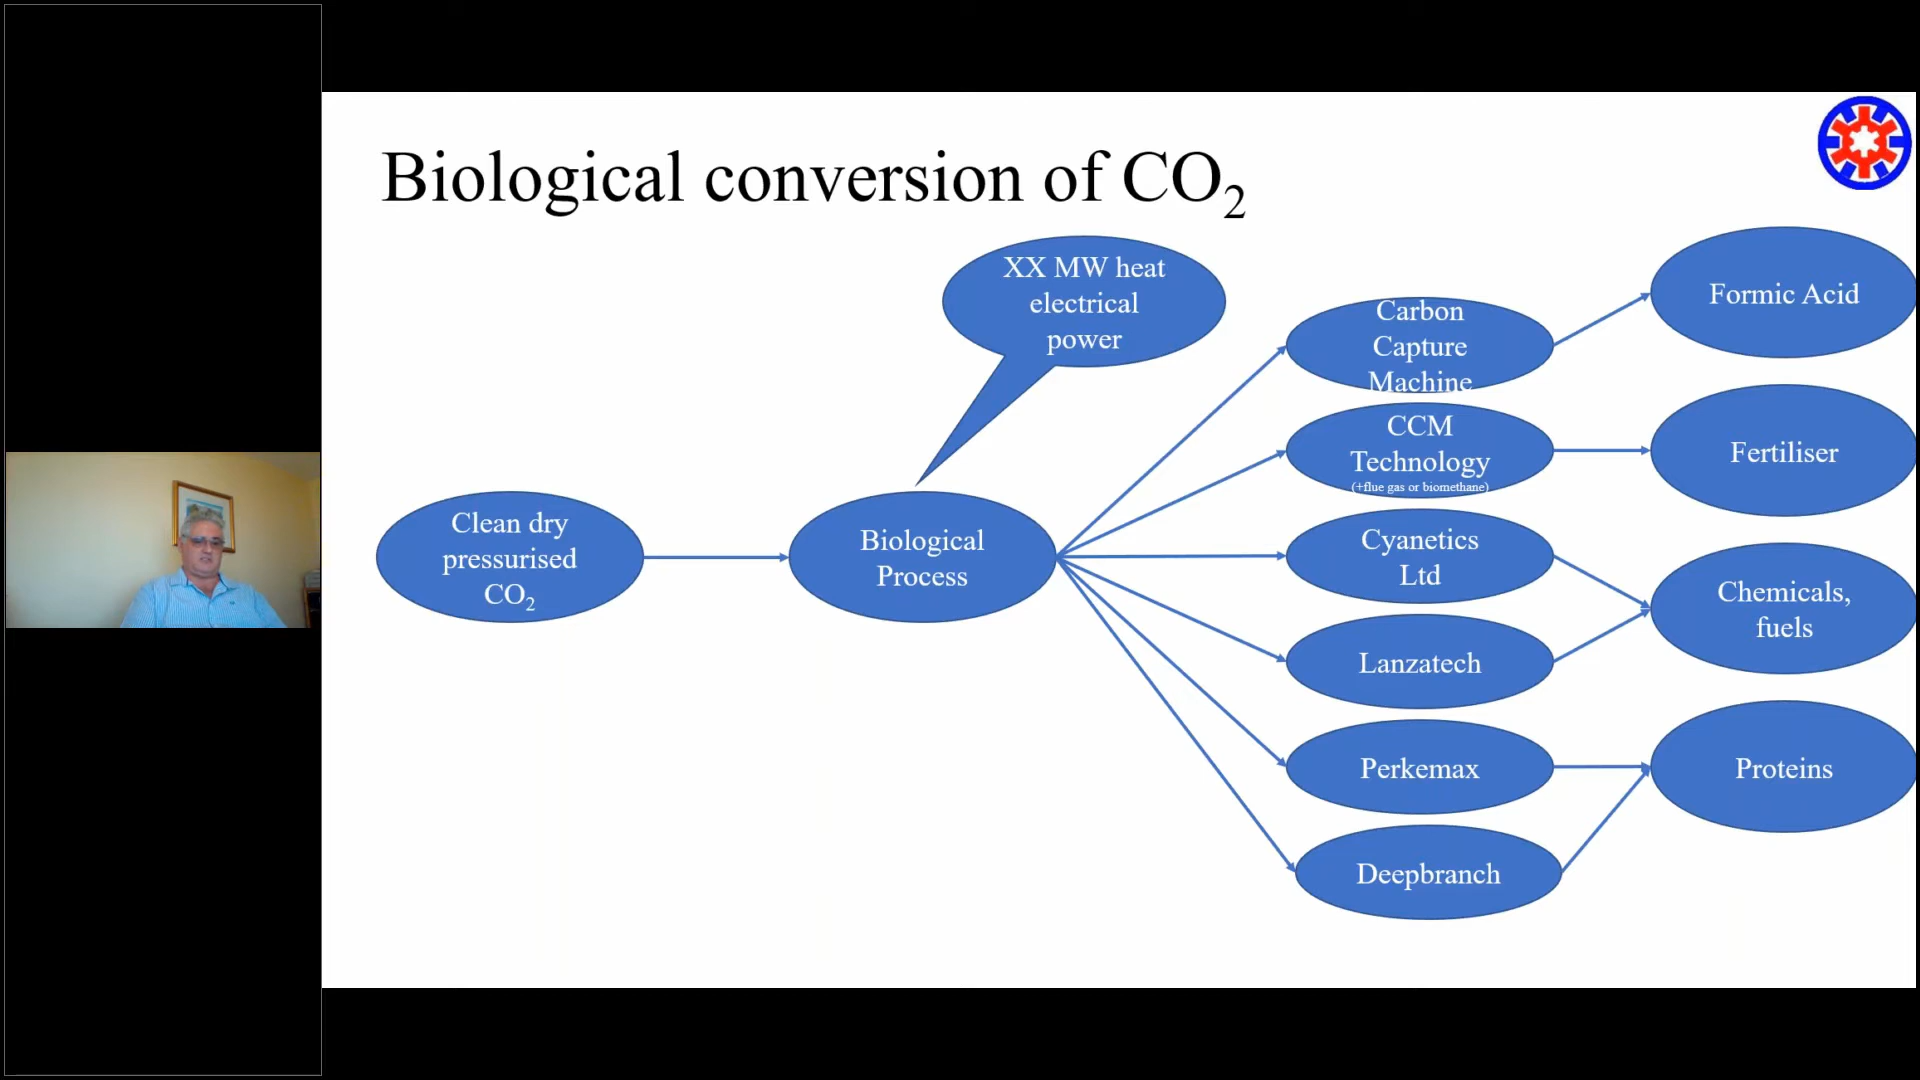 Biological conversion of CO₂
XX MW heat
electrical
power
Clean dry
pressurised
CO₂
Biological
Process
Carbon
Capture
Machine
CCM
Technology
(+flue gas or biomethane)
Cyanetics
Ltd
Lanzatech
Perkemax
Deepbranch
Formic Acid
Fertiliser
Chemicals,
fuels
Proteins